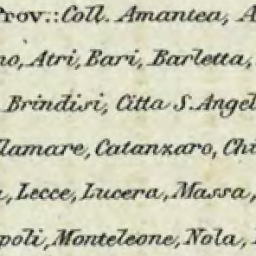 Prov.: Coll. Amantea, A
no, Atri, Bari, Barletta,
Brindisi, Citta S. Angel
llamare, Catanzaro, Chi
, Lecce, Lucera, Massa,
poli, Monteleone, Nola,